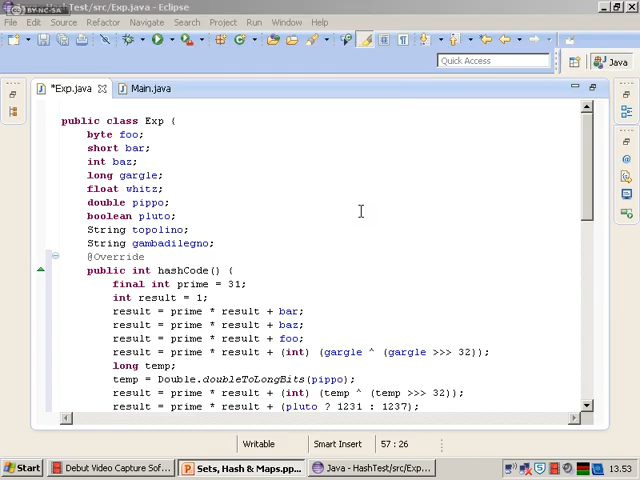 Java - HashTest/src/Exp.java - Eclipse
BY-NC-SA
File Edit Source Refactor Navigate Search Project Run Window Help
Quick Access
Java
*Exp.java
Main.java
public class Exp {
byte foo;
short bar;
int baz;
long gargle;
float whitz;
double pippo;
boolean pluto;
String topolino;
String gambadilegno;
@Override
public int hashCode() {
final int prime = 31;
int result = 1;
result = prime * result + bar;
result = prime * result + baz;
result = prime * result + foo;
result = prime * result + (int) (gargle ^ (gargle >>> 32));
long temp;
temp = Double.doubleToLongBits(pippo);
result = prime * result + (int) (temp ^ (temp >>> 32));
result = prime * result + (pluto ? 1231 : 1237);
Writable
Smart Insert
57 : 26
Start
Debut Video Capture Sof...
Sets, Hash & Maps.pp...
Java - HashTest/src/Exp...
13.53